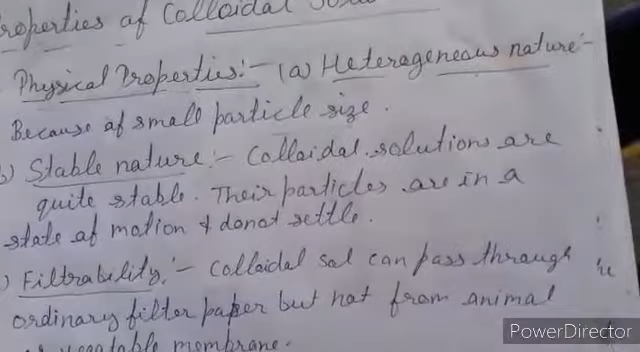 roperties of Colloidal
Physical Properties:- (a) Heterogeneous nature:-
Because of small particle size.
) Stable nature:- Colloidal solutions are
quite stable. Their particles are in a
state of motion & donot settle.
) Filtrability:- Colloidal sol can pass through
ordinary filter paper but not from animal
vegetable membrane.
PowerDirector